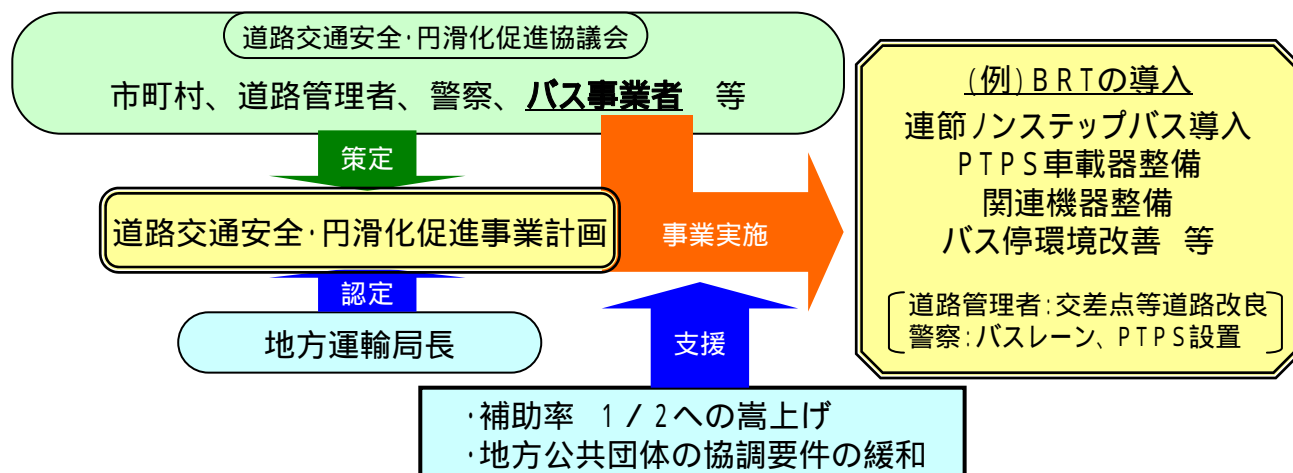 道路交通安全・円滑化促進協議会
市町村、道路管理者、警察、バス事業者　等
策定
道路交通安全・円滑化促進事業計画
認定
地方運輸局長
事業実施
支援
・補助率　1／2への嵩上げ
・地方公共団体の協調要件の緩和
(例)BRTの導入
連節ノンステップバス導入
PTPS車載器整備
関連機器整備
バス停環境改善　等
道路管理者:交差点等道路改良
警察:バスレーン、PTPS設置